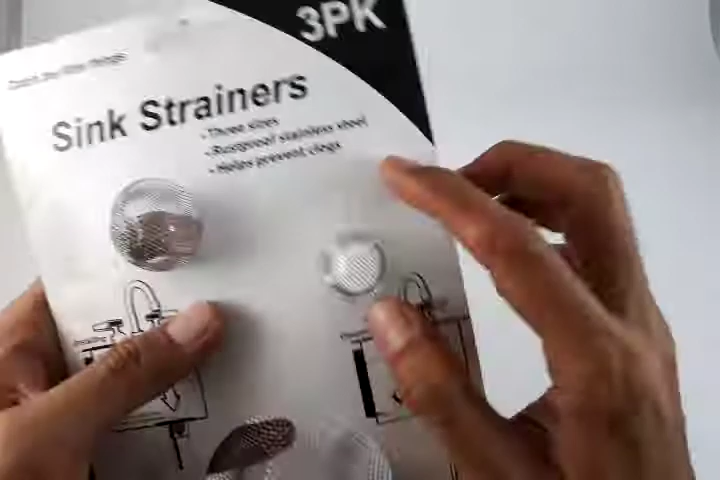 3PK
Sink Strainers
• Three sizes
• Rustproof stainless steel
• Helps prevent clogs